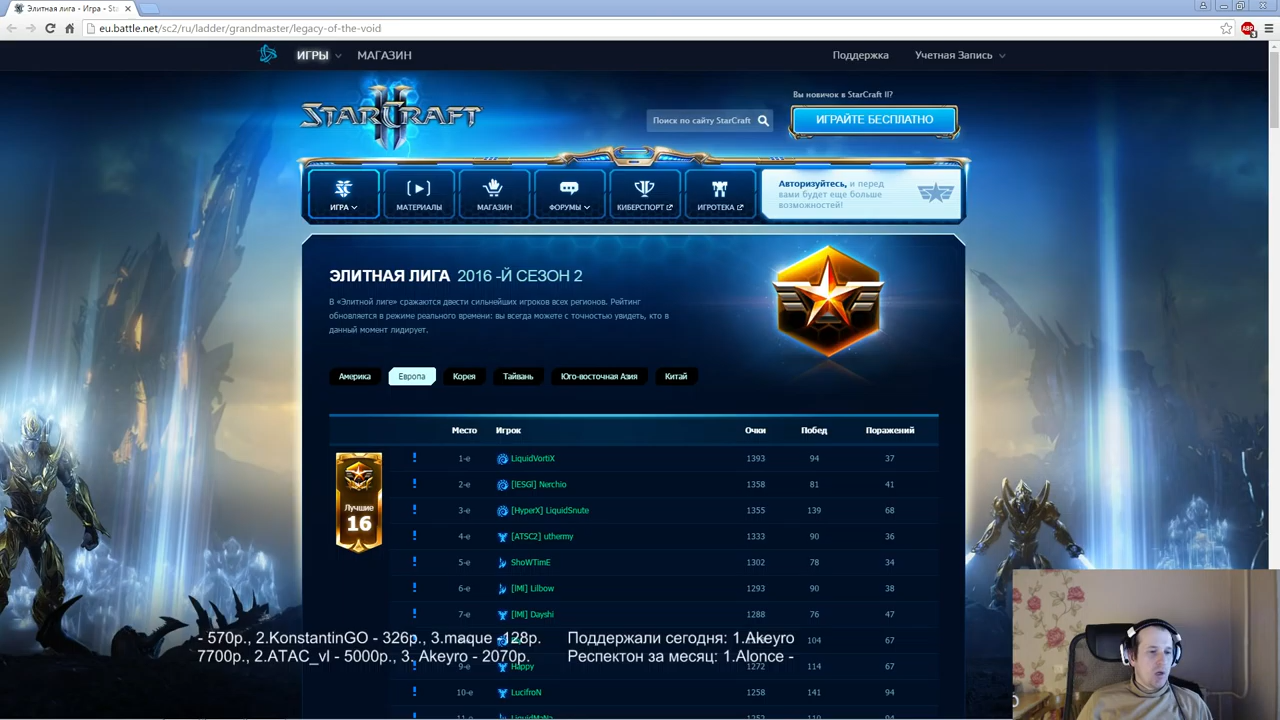 Элитная лига - Игра - Sta
eu.battle.net/sc2/ru/ladder/grandmaster/legacy-of-the-void
ИГРЫ МАГАЗИН Поддержка Учетная Запись
STARCRAFT II
Вы новичок в StarCraft II?
Поиск по сайту StarCraft
ИГРАЙТЕ БЕСПЛАТНО
ИГРА МАТЕРИАЛЫ МАГАЗИН ФОРУМЫ КИБЕРСПОРТ ИГРОТЕКА
Авторизуйтесь, и перед
вами будет еще больше
возможностей!
ЭЛИТНАЯ ЛИГА 2016 -Й СЕЗОН 2
В «Элитной лиге» сражаются двести сильнейших игроков всех регионов. Рейтинг
обновляется в режиме реального времени: вы всегда можете с точностью увидеть, кто в
данный момент лидирует.
Америка Европа Корея Тайвань Юго-восточная Азия Китай
Место Игрок Очки Побед Поражений
Лучшие
16
! 1-е LiquidVortiX 1393 94 37
! 2-е [IESG] Nerchio 1358 81 41
! 3-е [HyperX] LiquidSnute 1355 139 68
! 4-е [ATSC2] uthermy 1333 90 36
! 5-е ShoWTimE 1302 78 34
! 6-е [IM] Lilbow 1293 90 38
! 7-е [IM] Dayshi 1288 76 47
104 67
- 570р., 2.KonstantinGO - 326р., 3.maque -128р. Поддержали сегодня: 1.Akeyro
7700р., 2.ATAC_vl - 5000р., 3. Akeyro - 2070р. Респектон за месяц: 1.Alonce -
! 9-е Happy 1272 114 67
! 10-е LucifroN 1258 141 94